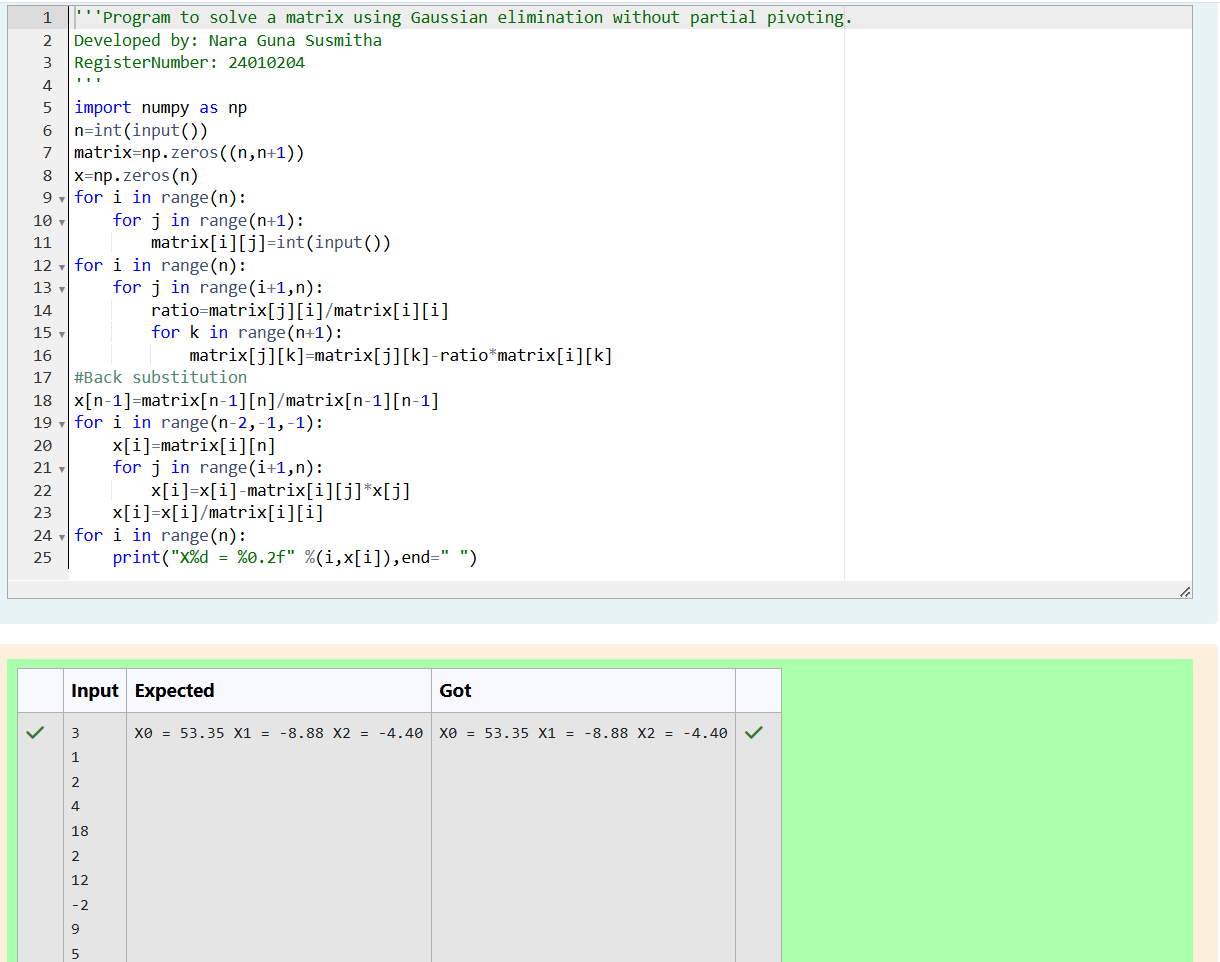 1 '''Program to solve a matrix using Gaussian elimination without partial pivoting.
2 Developed by: Nara Guna Susmitha
3 RegisterNumber: 24010204
4 '''
5 import numpy as np
6 n=int(input())
7 matrix=np.zeros((n,n+1))
8 x=np.zeros(n)
9 for i in range(n):
10     for j in range(n+1):
11         matrix[i][j]=int(input())
12 for i in range(n):
13     for j in range(i+1,n):
14         ratio=matrix[j][i]/matrix[i][i]
15         for k in range(n+1):
16             matrix[j][k]=matrix[j][k]-ratio*matrix[i][k]
17 #Back substitution
18 x[n-1]=matrix[n-1][n]/matrix[n-1][n-1]
19 for i in range(n-2,-1,-1):
20     x[i]=matrix[i][n]
21     for j in range(i+1,n):
22         x[i]=x[i]-matrix[i][j]*x[j]
23     x[i]=x[i]/matrix[i][i]
24 for i in range(n):
25     print("X%d = %0.2f" %(i,x[i]),end=" ")
Input Expected Got
3 X0 = 53.35 X1 = -8.88 X2 = -4.40 X0 = 53.35 X1 = -8.88 X2 = -4.40
1
2
4
18
2
12
-2
9
5